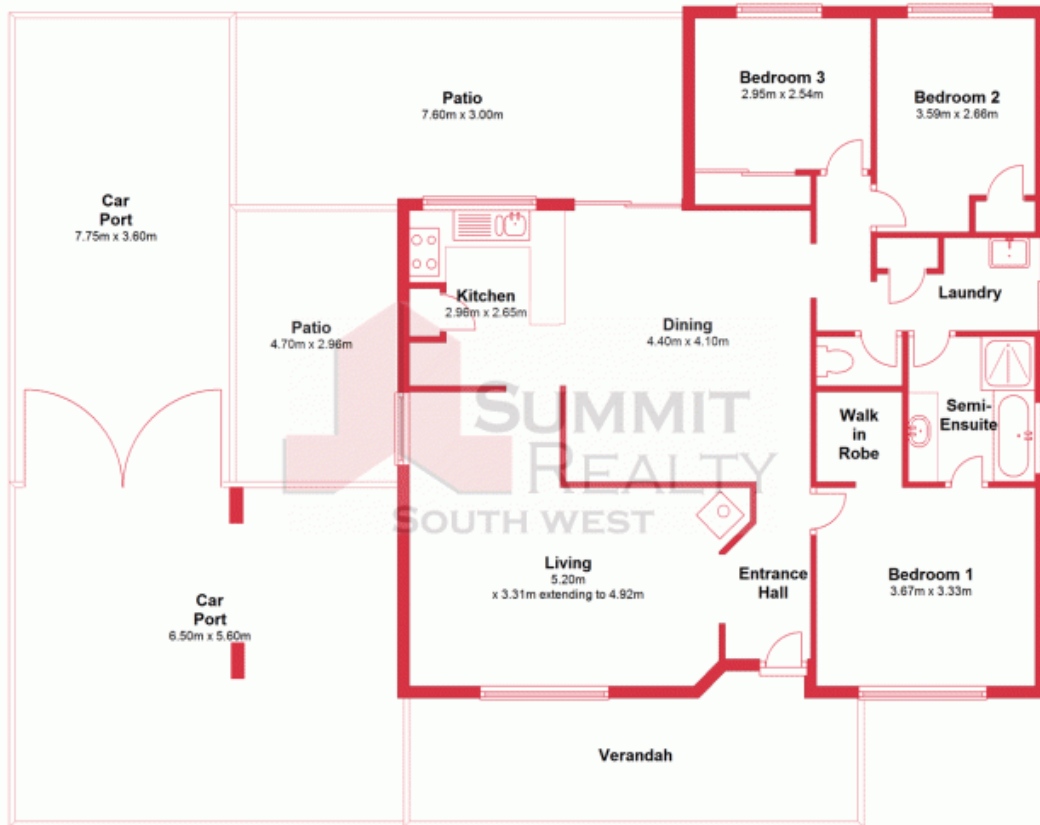 Bedroom 3
2.95m x 2.54m
Bedroom 2
3.59m x 2.66m
Patio
7.60m x 3.00m
Car
Port
7.75m x 3.60m
Kitchen
2.96m x 2.65m
Laundry
Patio
4.70m x 2.96m
Dining
4.40m x 4.10m
Walk
in
Robe
Semi-
Ensuite
SUMMIT
REALTY
SOUTH WEST
Living
5.20m
x 3.31m extending to 4.92m
Entrance
Hall
Bedroom 1
3.67m x 3.33m
Car
Port
6.50m x 5.60m
Verandah